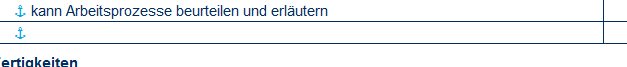 ⚓ kann Arbeitsprozesse beurteilen und erläutern
⚓
ertigkeiten